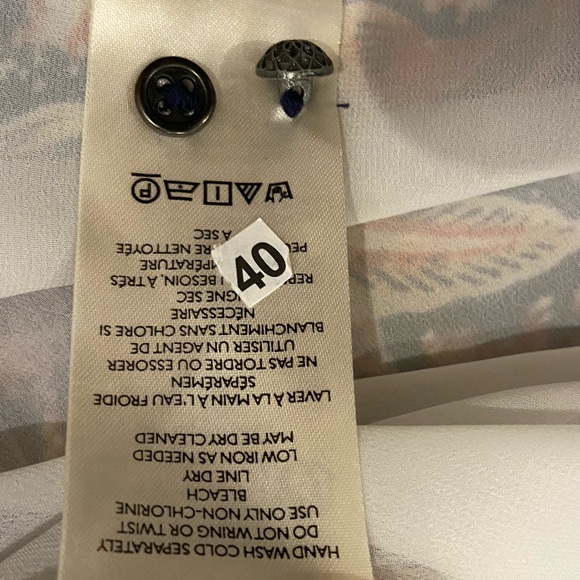 HAND WASH COLD SEPARATELY
DO NOT WRING OR TWIST
USE ONLY NON-CHLORINE
BLEACH
LINE DRY
LOW IRON AS NEEDED
MAY BE DRY CLEANED
LAVER À LA MAIN À L'EAU FROIDE
SÉPARÉMEN
NE PAS TORDRE OU ESSORER
UTILISER UN AGENT DE
BLANCHIMENT SANS CHLORE SI
NÉCESSAIRE
SEC
BESOIN, À TRÈS
NETTOYÉE
À SEC
P
40